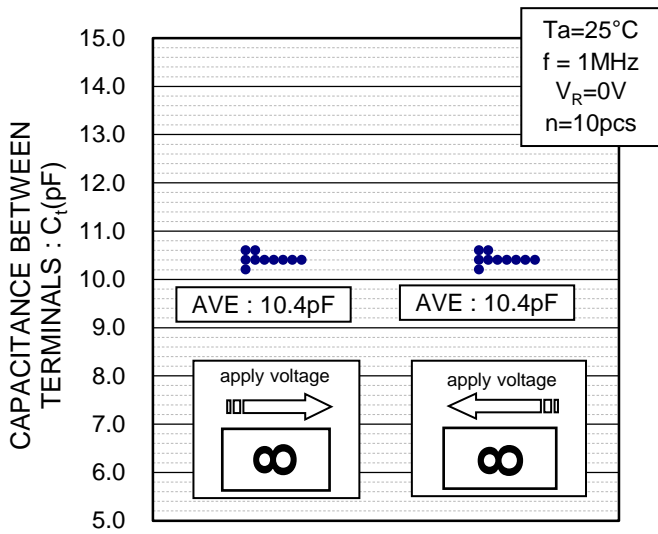 Ta=25°C
f = 1MHz
VR=0V
n=10pcs
CAPACITANCE BETWEEN
TERMINALS : Ct(pF)
15.0
14.0
13.0
12.0
11.0
10.0
9.0
8.0
7.0
6.0
5.0
AVE : 10.4pF
AVE : 10.4pF
apply voltage
8
apply voltage
8